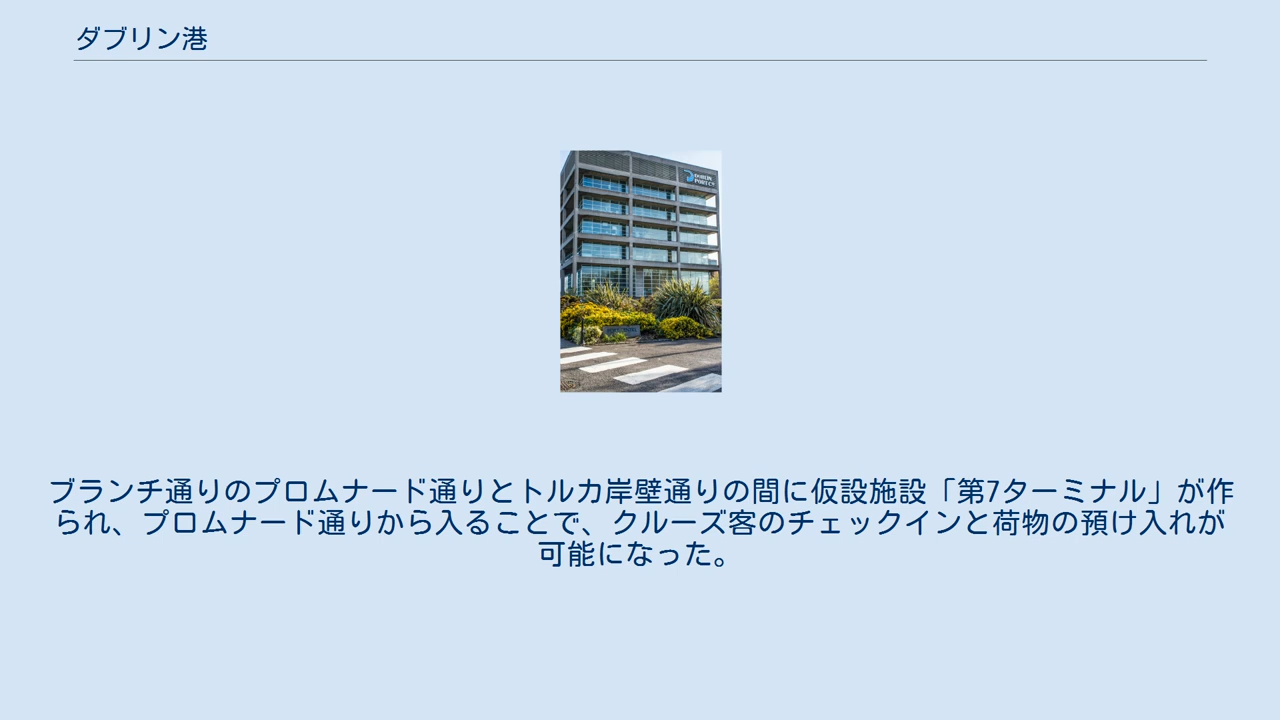 ダブリン港
DUBLIN
PORT CO
ブランチ通りのプロムナード通りとトルカ岸壁通りの間に仮設施設「第7ターミナル」が作
られ、プロムナード通りから入ることで、クルーズ客のチェックインと荷物の預け入れが
可能になった。